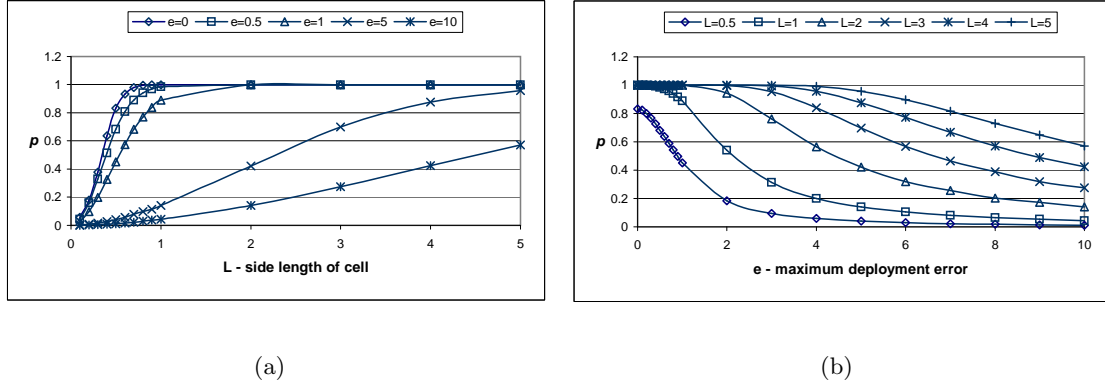 e=0 e=0.5 e=1 e=5 e=10
1.2
1
0.8
0.6
0.4
0.2
0
p
0 1 2 3 4 5
L - side length of cell
(a)
L=0.5 L=1 L=2 L=3 L=4 L=5
1.2
1
0.8
0.6
0.4
0.2
0
p
0 2 4 6 8 10
e - maximum deployment error
(b)